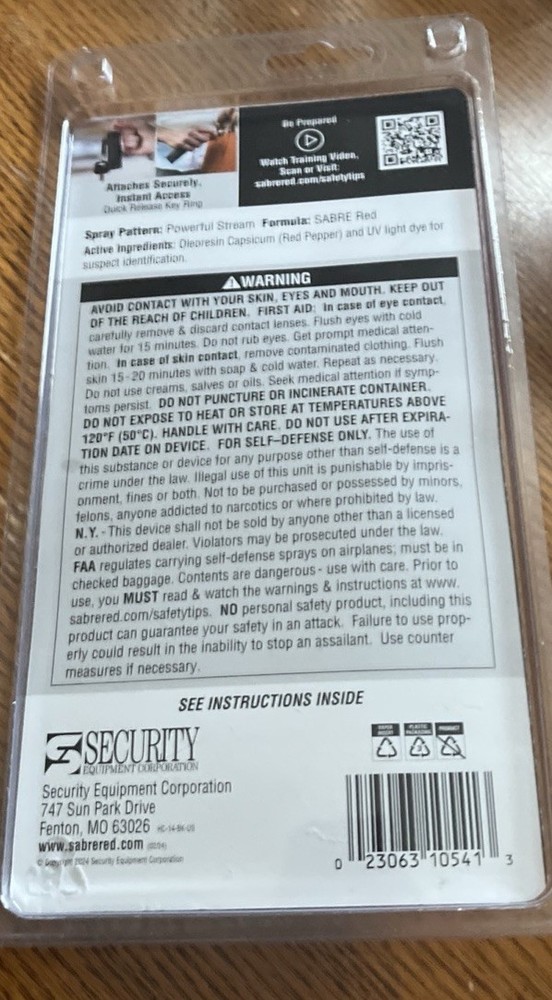 Attaches Securely,
Instant Access
Quick Release Key Ring
Be Prepared
Watch Training Video,
Scan or Visit:
sabrered.com/safetytips
Spray Pattern: Powerful Stream Formula: SABRE Red
Active Ingredients: Oleoresin Capsicum (Red Pepper) and UV light dye for
suspect identification.
WARNING
AVOID CONTACT WITH YOUR SKIN, EYES AND MOUTH. KEEP OUT
OF THE REACH OF CHILDREN. FIRST AID: In case of eye contact,
carefully remove & discard contact lenses. Flush eyes with cold
water for 15 minutes. Do not rub eyes. Get prompt medical atten-
tion. In case of skin contact, remove contaminated clothing. Flush
skin 15-20 minutes with soap & cold water. Repeat as necessary.
Do not use creams, salves or oils. Seek medical attention if symp-
toms persist. DO NOT PUNCTURE OR INCINERATE CONTAINER.
DO NOT EXPOSE TO HEAT OR STORE AT TEMPERATURES ABOVE
120°F (50°C). HANDLE WITH CARE. DO NOT USE AFTER EXPIRA-
TION DATE ON DEVICE. FOR SELF-DEFENSE ONLY. The use of
this substance or device for any purpose other than self-defense is a
crime under the law. Illegal use of this unit is punishable by impris-
onment, fines or both. Not to be purchased or possessed by minors,
felons, anyone addicted to narcotics or where prohibited by law.
N.Y. - This device shall not be sold by anyone other than a licensed
or authorized dealer. Violators may be prosecuted under the law.
FAA regulates carrying self-defense sprays on airplanes; must be in
checked baggage. Contents are dangerous - use with care. Prior to
use, you MUST read & watch the warnings & instructions at www.
sabrered.com/safetytips. NO personal safety product, including this
product can guarantee your safety in an attack. Failure to use prop-
erly could result in the inability to stop an assailant. Use counter
measures if necessary.
SEE INSTRUCTIONS INSIDE
SECURITY
EQUIPMENT CORPORATION
PAPER INSERT
PLASTIC PACKAGING
PRODUCT
Security Equipment Corporation
747 Sun Park Drive
Fenton, MO 63026 HC-14-BK-US
www.sabrered.com
© Copyright 2024 Security Equipment Corporation
0 23063 10541 3